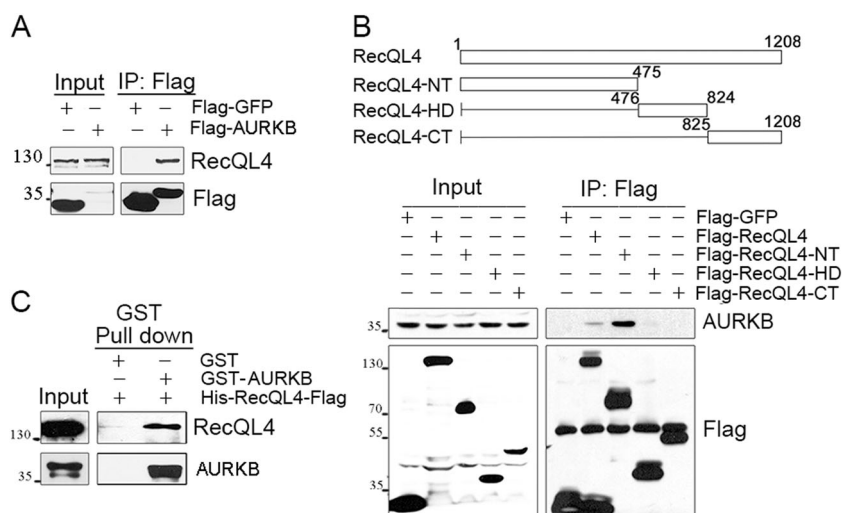 A
Input IP: Flag
+ – + – Flag-GFP
– + – + Flag-AURKB
130 RecQL4
35 Flag
B
1 1208
RecQL4
475
RecQL4-NT
476 824
RecQL4-HD
825 1208
RecQL4-CT
Input IP: Flag
+ – – – – + – – – – Flag-GFP
– + – – – – + – – – Flag-RecQL4
– – + – – – – + – – Flag-RecQL4-NT
– – – + – – – – + – Flag-RecQL4-HD
– – – – + – – – – + Flag-RecQL4-CT
35 AURKB
130
70
55
35
Flag
C
GST
Pull down
+ – GST
– + GST-AURKB
Input + + His-RecQL4-Flag
130 RecQL4
35 AURKB